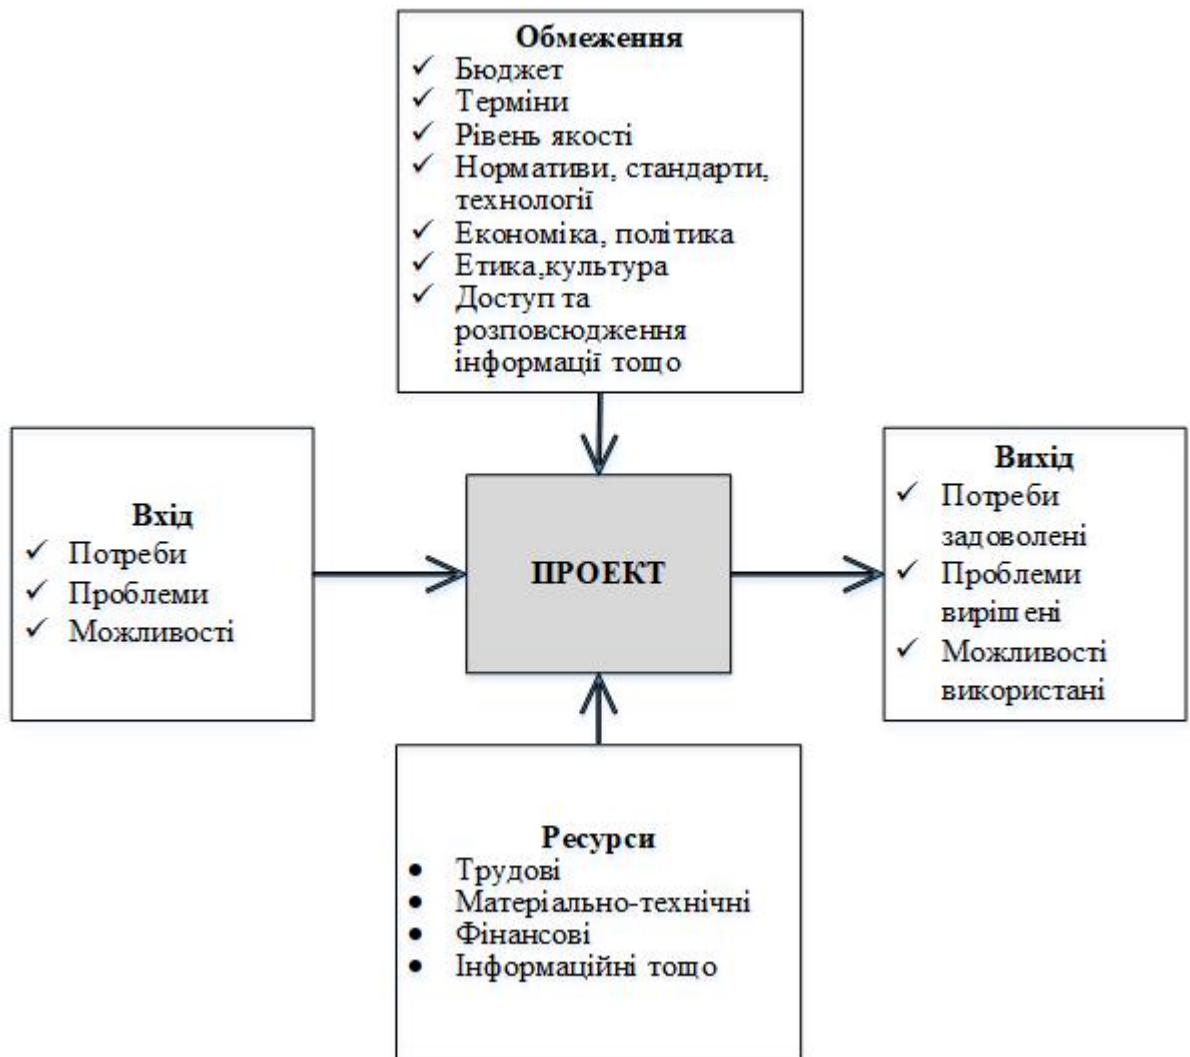 Обмеження
✓ Бюджет
✓ Терміни
✓ Рівень якості
✓ Нормативи, стандарти,
технології
✓ Економіка, політика
✓ Етика,культура
✓ Доступ та
розповсюдження
інформації тощо
Вхід
✓ Потреби
✓ Проблеми
✓ Можливості
ПРОЕКТ
Вихід
✓ Потреби
задоволені
✓ Проблеми
вирішені
✓ Можливості
використані
Ресурси
• Трудові
• Матеріально-технічні
• Фінансові
• Інформаційні тощо